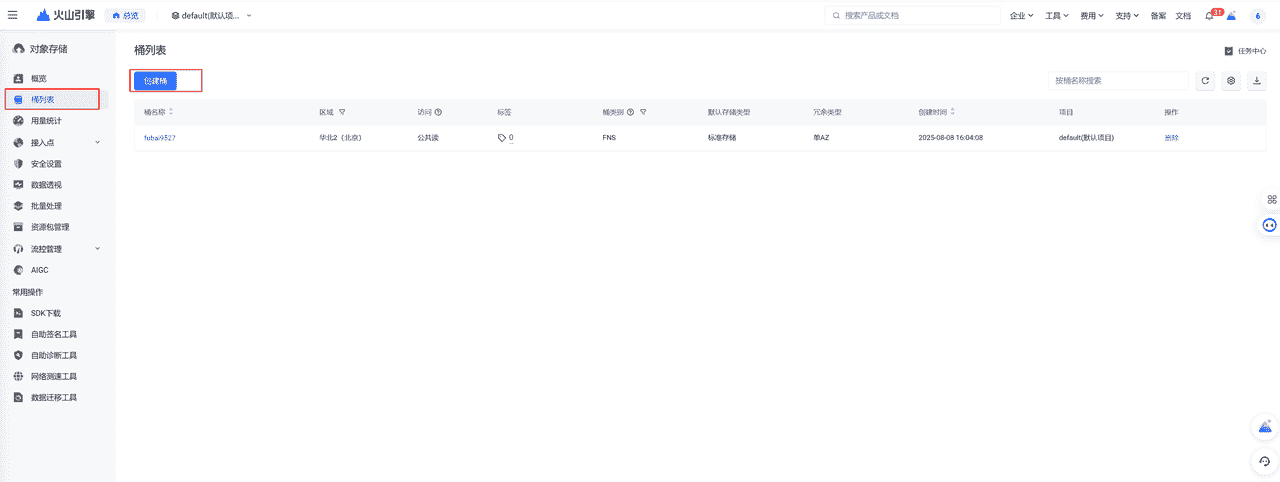 火山引擎 总览 default(默认项... 搜索产品或文档 企业 工具 费用 支持 备案 文档 31 6
对象存储
概览
桶列表
用量统计
接入点
安全设置
数据透视
批量处理
资源包管理
流控管理
AIGC
常用操作
SDK下载
自助签名工具
自助诊断工具
网络测速工具
数据迁移工具
桶列表 任务中心
创建桶 按桶名称搜索
桶名称 区域 访问 标签 桶类别 默认存储类型 冗余类型 创建时间 项目 操作
fubai9527 华北2（北京） 公共读 0 FNS 标准存储 单AZ 2025-08-08 16:04:08 default(默认项目) 删除